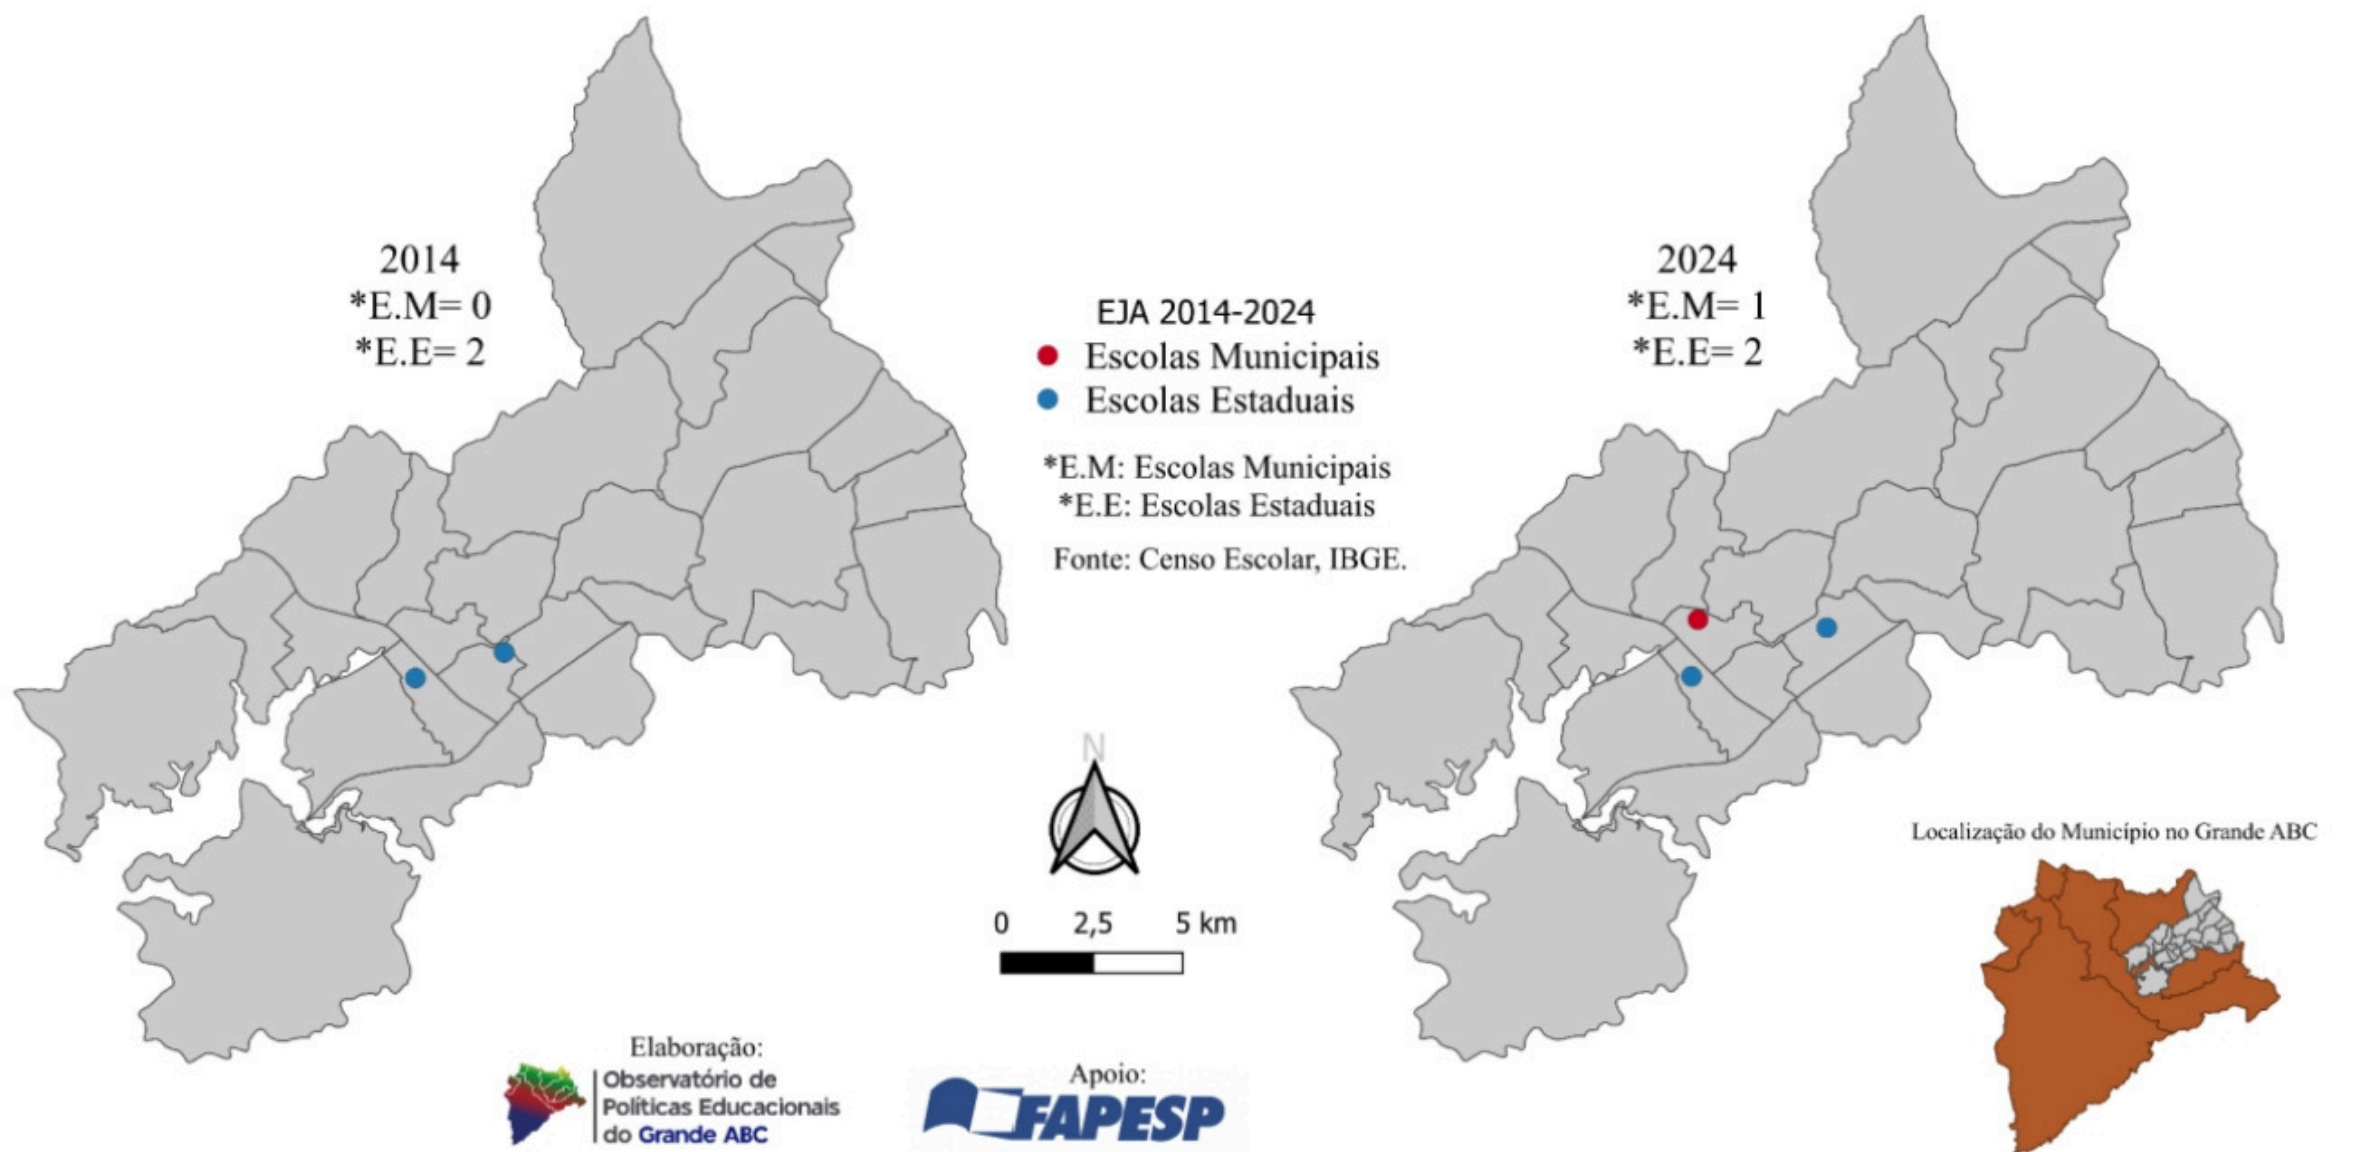 2014
*E.M= 0
*E.E= 2
EJA 2014-2024
Escolas Municipais
Escolas Estaduais
*E.M: Escolas Municipais
*E.E: Escolas Estaduais
Fonte: Censo Escolar, IBGE.
2024
*E.M= 1
*E.E= 2
N
0 2,5 5 km
Localização do Município no Grande ABC
Elaboração:
Observatório de
Políticas Educacionais
do Grande ABC
Apoio:
FAPESP